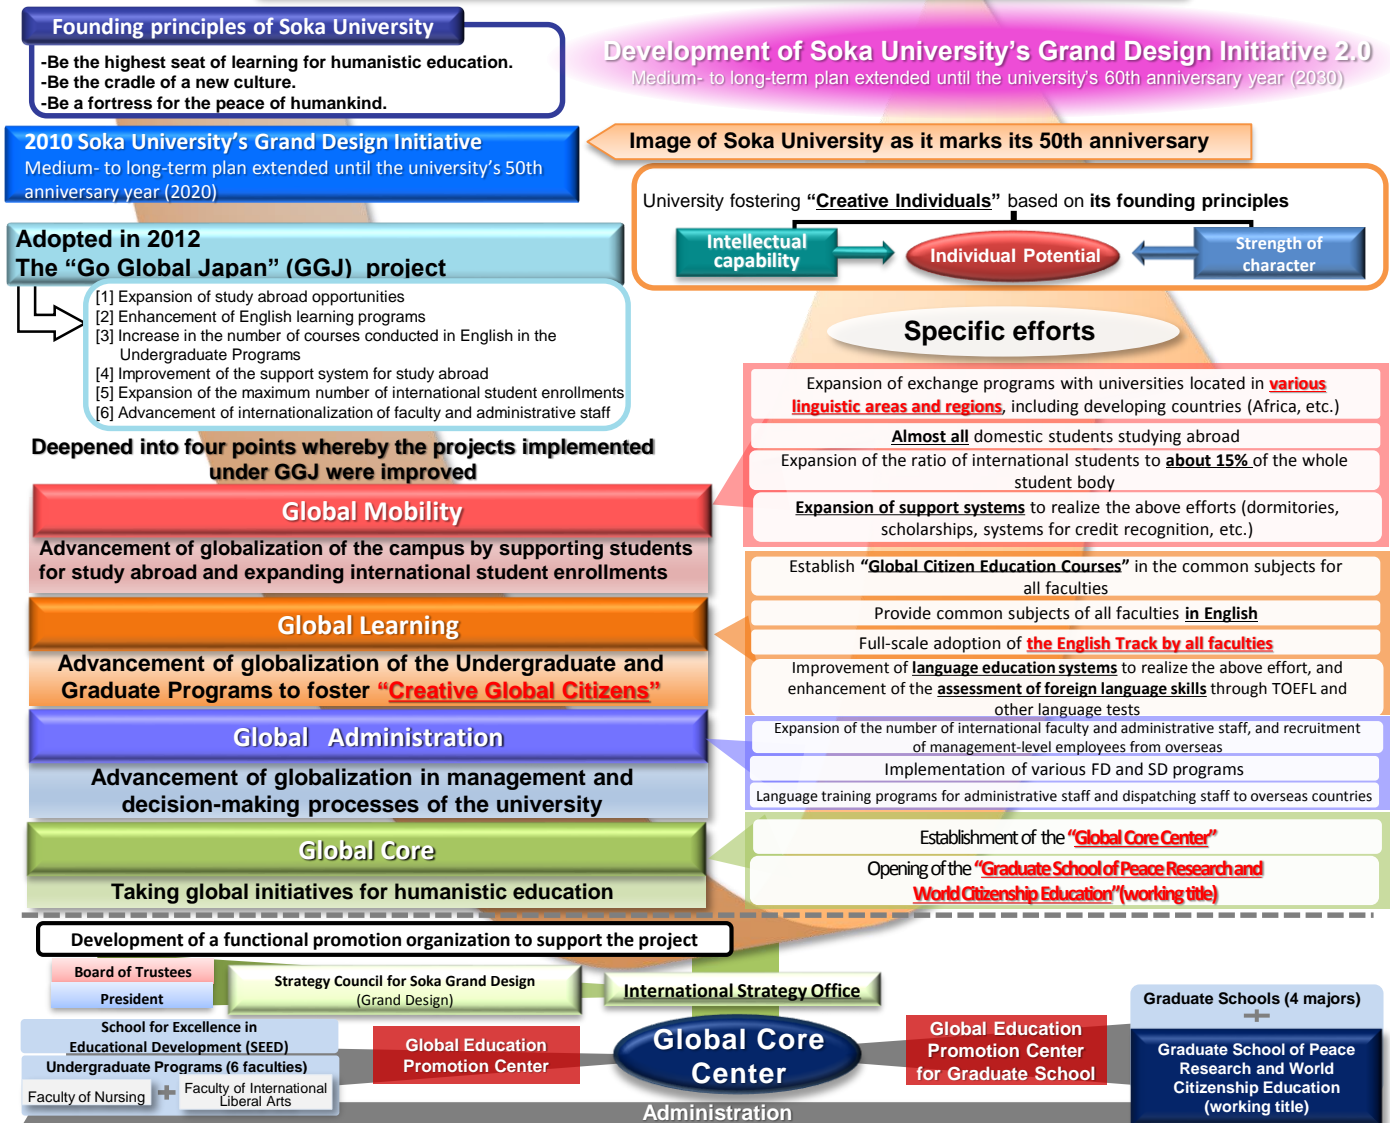 Founding principles of Soka University
-Be the highest seat of learning for humanistic education.
-Be the cradle of a new culture.
-Be a fortress for the peace of humankind.
Development of Soka University's Grand Design Initiative 2.0
Medium- to long-term plan extended until the university's 60th anniversary year (2030)
2010 Soka University's Grand Design Initiative
Medium- to long-term plan extended until the university's 50th
anniversary year (2020)
Image of Soka University as it marks its 50th anniversary
University fostering "Creative Individuals" based on its founding principles
Intellectual
capability
Individual Potential
Strength of
character
Adopted in 2012
The "Go Global Japan" (GGJ) project
[1] Expansion of study abroad opportunities
[2] Enhancement of English learning programs
[3] Increase in the number of courses conducted in English in the
Undergraduate Programs
[4] Improvement of the support system for study abroad
[5] Expansion of the maximum number of international student enrollments
[6] Advancement of internationalization of faculty and administrative staff
Deepened into four points whereby the projects implemented
under GGJ were improved
Specific efforts
Global Mobility
Advancement of globalization of the campus by supporting students
for study abroad and expanding international student enrollments
Expansion of exchange programs with universities located in various
linguistic areas and regions, including developing countries (Africa, etc.)
Almost all domestic students studying abroad
Expansion of the ratio of international students to about 15% of the whole
student body
Expansion of support systems to realize the above efforts (dormitories,
scholarships, systems for credit recognition, etc.)
Global Learning
Advancement of globalization of the Undergraduate and
Graduate Programs to foster "Creative Global Citizens"
Establish "Global Citizen Education Courses" in the common subjects for
all faculties
Provide common subjects of all faculties in English
Full-scale adoption of the English Track by all faculties
Improvement of language education systems to realize the above effort, and
enhancement of the assessment of foreign language skills through TOEFL and
other language tests
Global Administration
Advancement of globalization in management and
decision-making processes of the university
Expansion of the number of international faculty and administrative staff, and recruitment
of management-level employees from overseas
Implementation of various FD and SD programs
Language training programs for administrative staff and dispatching staff to overseas countries
Global Core
Taking global initiatives for humanistic education
Establishment of the "Global Core Center"
Opening of the "Graduate School of Peace Research and
World Citizenship Education" (working title)
Development of a functional promotion organization to support the project
Board of Trustees
President
Strategy Council for Soka Grand Design
(Grand Design)
International Strategy Office
School for Excellence in
Educational Development (SEED)
Undergraduate Programs (6 faculties)
Faculty of Nursing
+
Faculty of International
Liberal Arts
Global Education
Promotion Center
Global Core
Center
Global Education
Promotion Center
for Graduate School
Graduate Schools (4 majors)
+
Graduate School of Peace
Research and World
Citizenship Education
(working title)
Administration